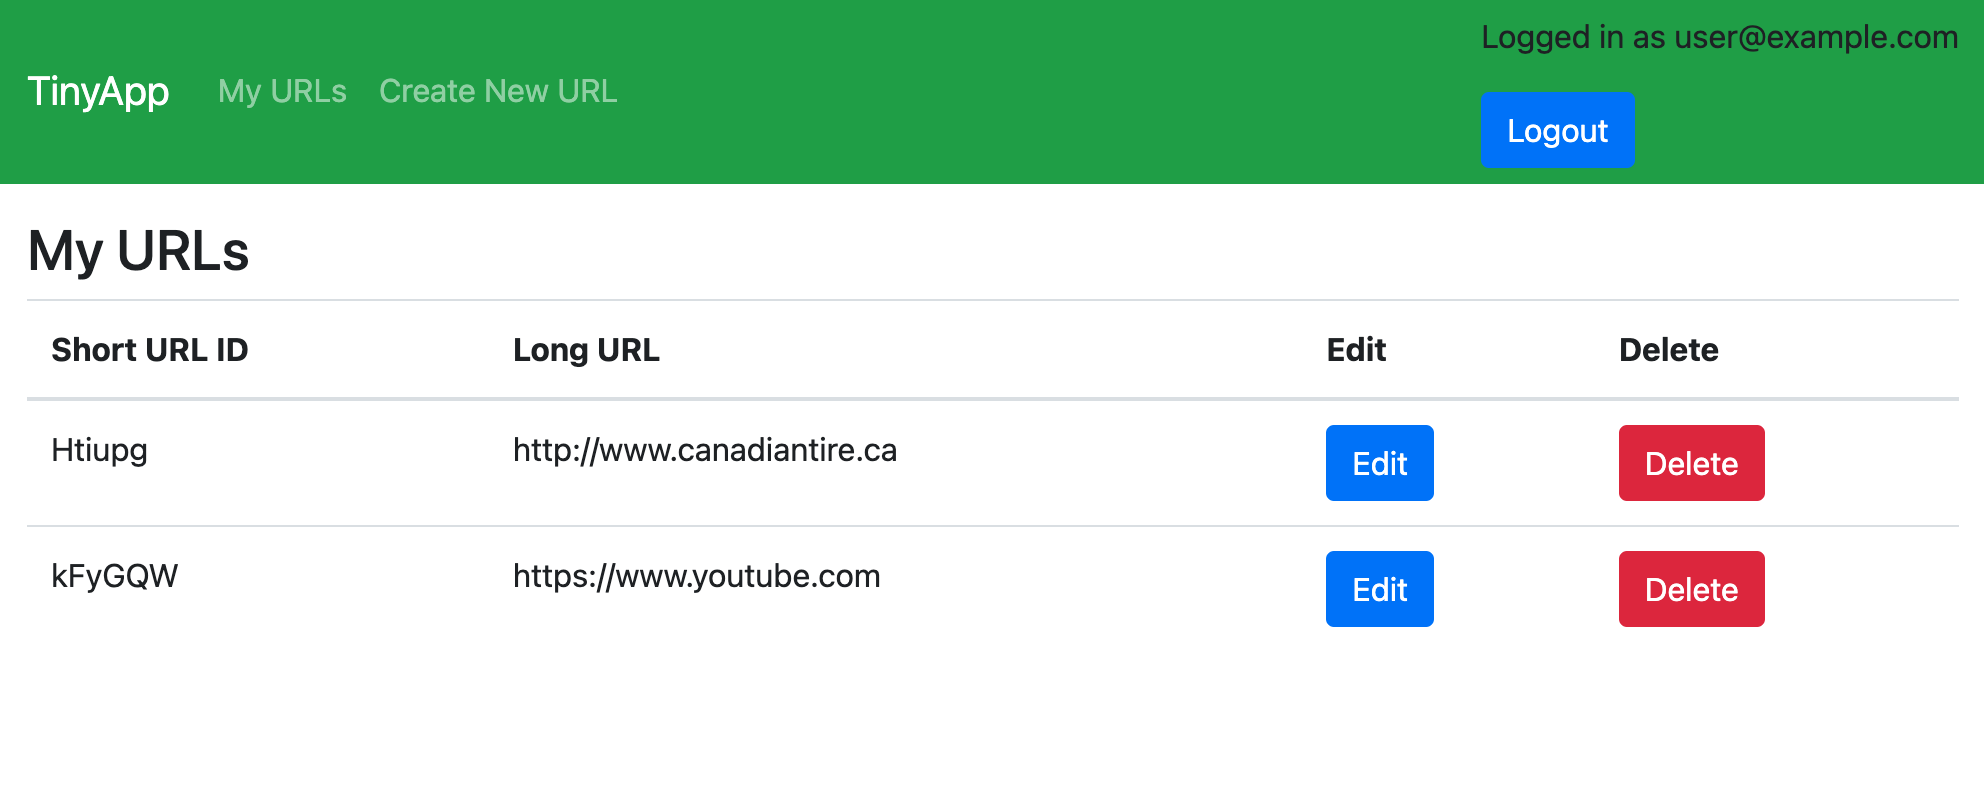 Logged in as user@example.com
TinyApp My URLs Create New URL
Logout
My URLs
Short URL ID Long URL Edit Delete
Htiupg http://www.canadiantire.ca Edit Delete
kFyGQW https://www.youtube.com Edit Delete